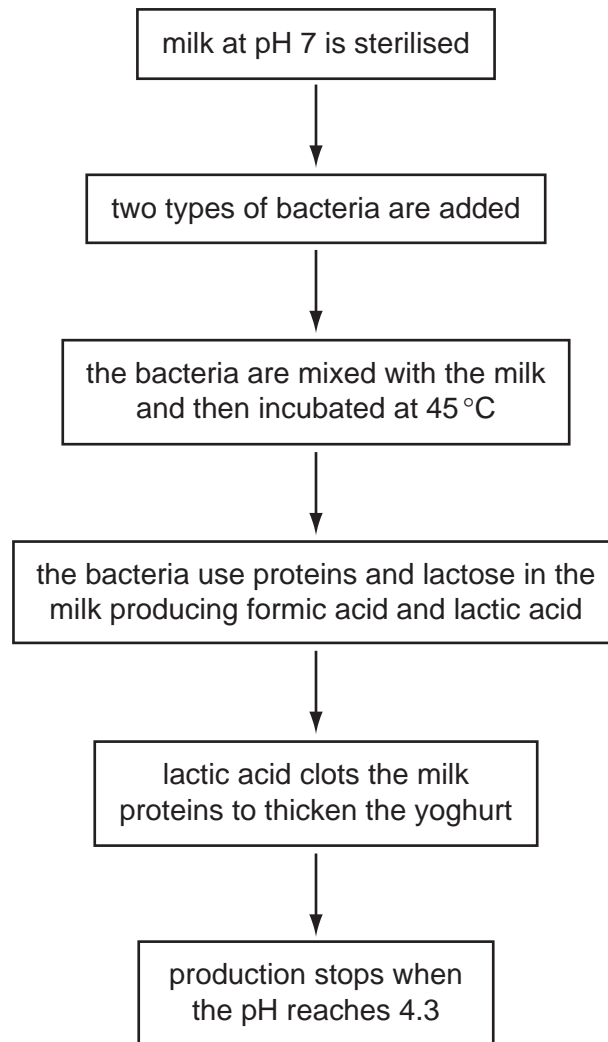 milk at pH 7 is sterilised
two types of bacteria are added
the bacteria are mixed with the milk
and then incubated at 45 °C
the bacteria use proteins and lactose in the
milk producing formic acid and lactic acid
lactic acid clots the milk
proteins to thicken the yoghurt
production stops when
the pH reaches 4.3